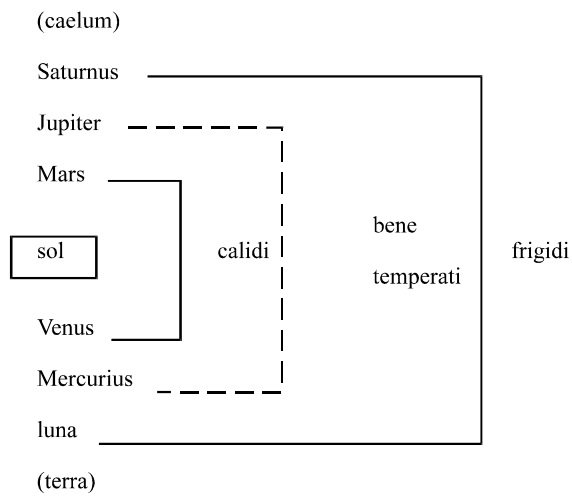 (caelum)
Saturnus
Jupiter
Mars
bene
sol
calidi
frigidi
temperati
Venus
Mercurius
luna
(terra)